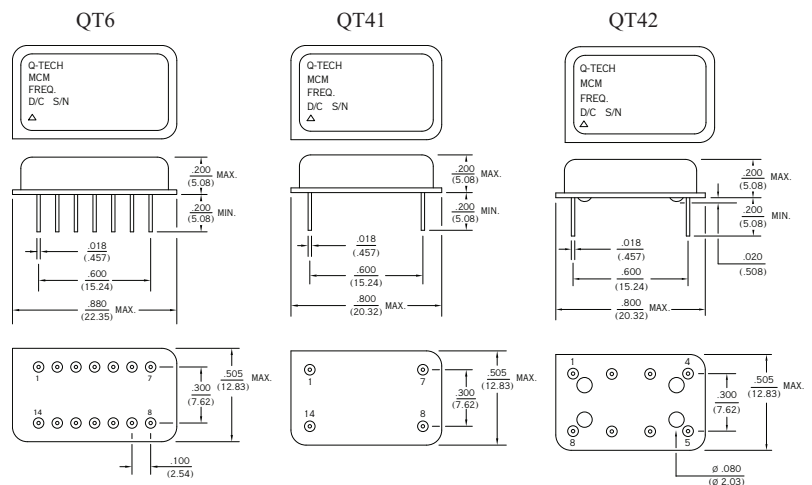 QT6
Q-TECH
MCM
FREQ.
D/C S/N
.200
(5.08)
MAX.
.200
(5.08)
MIN.
.018
(.457)
.600
(15.24)
.880
(22.35)
MAX.
1
7
14
8
.300
(7.62)
.505
(12.83)
MAX.
.100
(2.54)
QT41
Q-TECH
MCM
FREQ.
D/C S/N
.200
(5.08)
MAX.
.200
(5.08)
MIN.
.018
(.457)
.600
(15.24)
.800
(20.32)
MAX.
1
7
14
8
.300
(7.62)
.505
(12.83)
MAX.
QT42
Q-TECH
MCM
FREQ.
D/C S/N
.200
(5.08)
MAX.
.200
(5.08)
MIN.
.018
(.457)
.020
(.508)
.600
(15.24)
.800
(20.32)
MAX.
1
4
8
5
.300
(7.62)
.505
(12.83)
MAX.
ø .080
(ø 2.03)